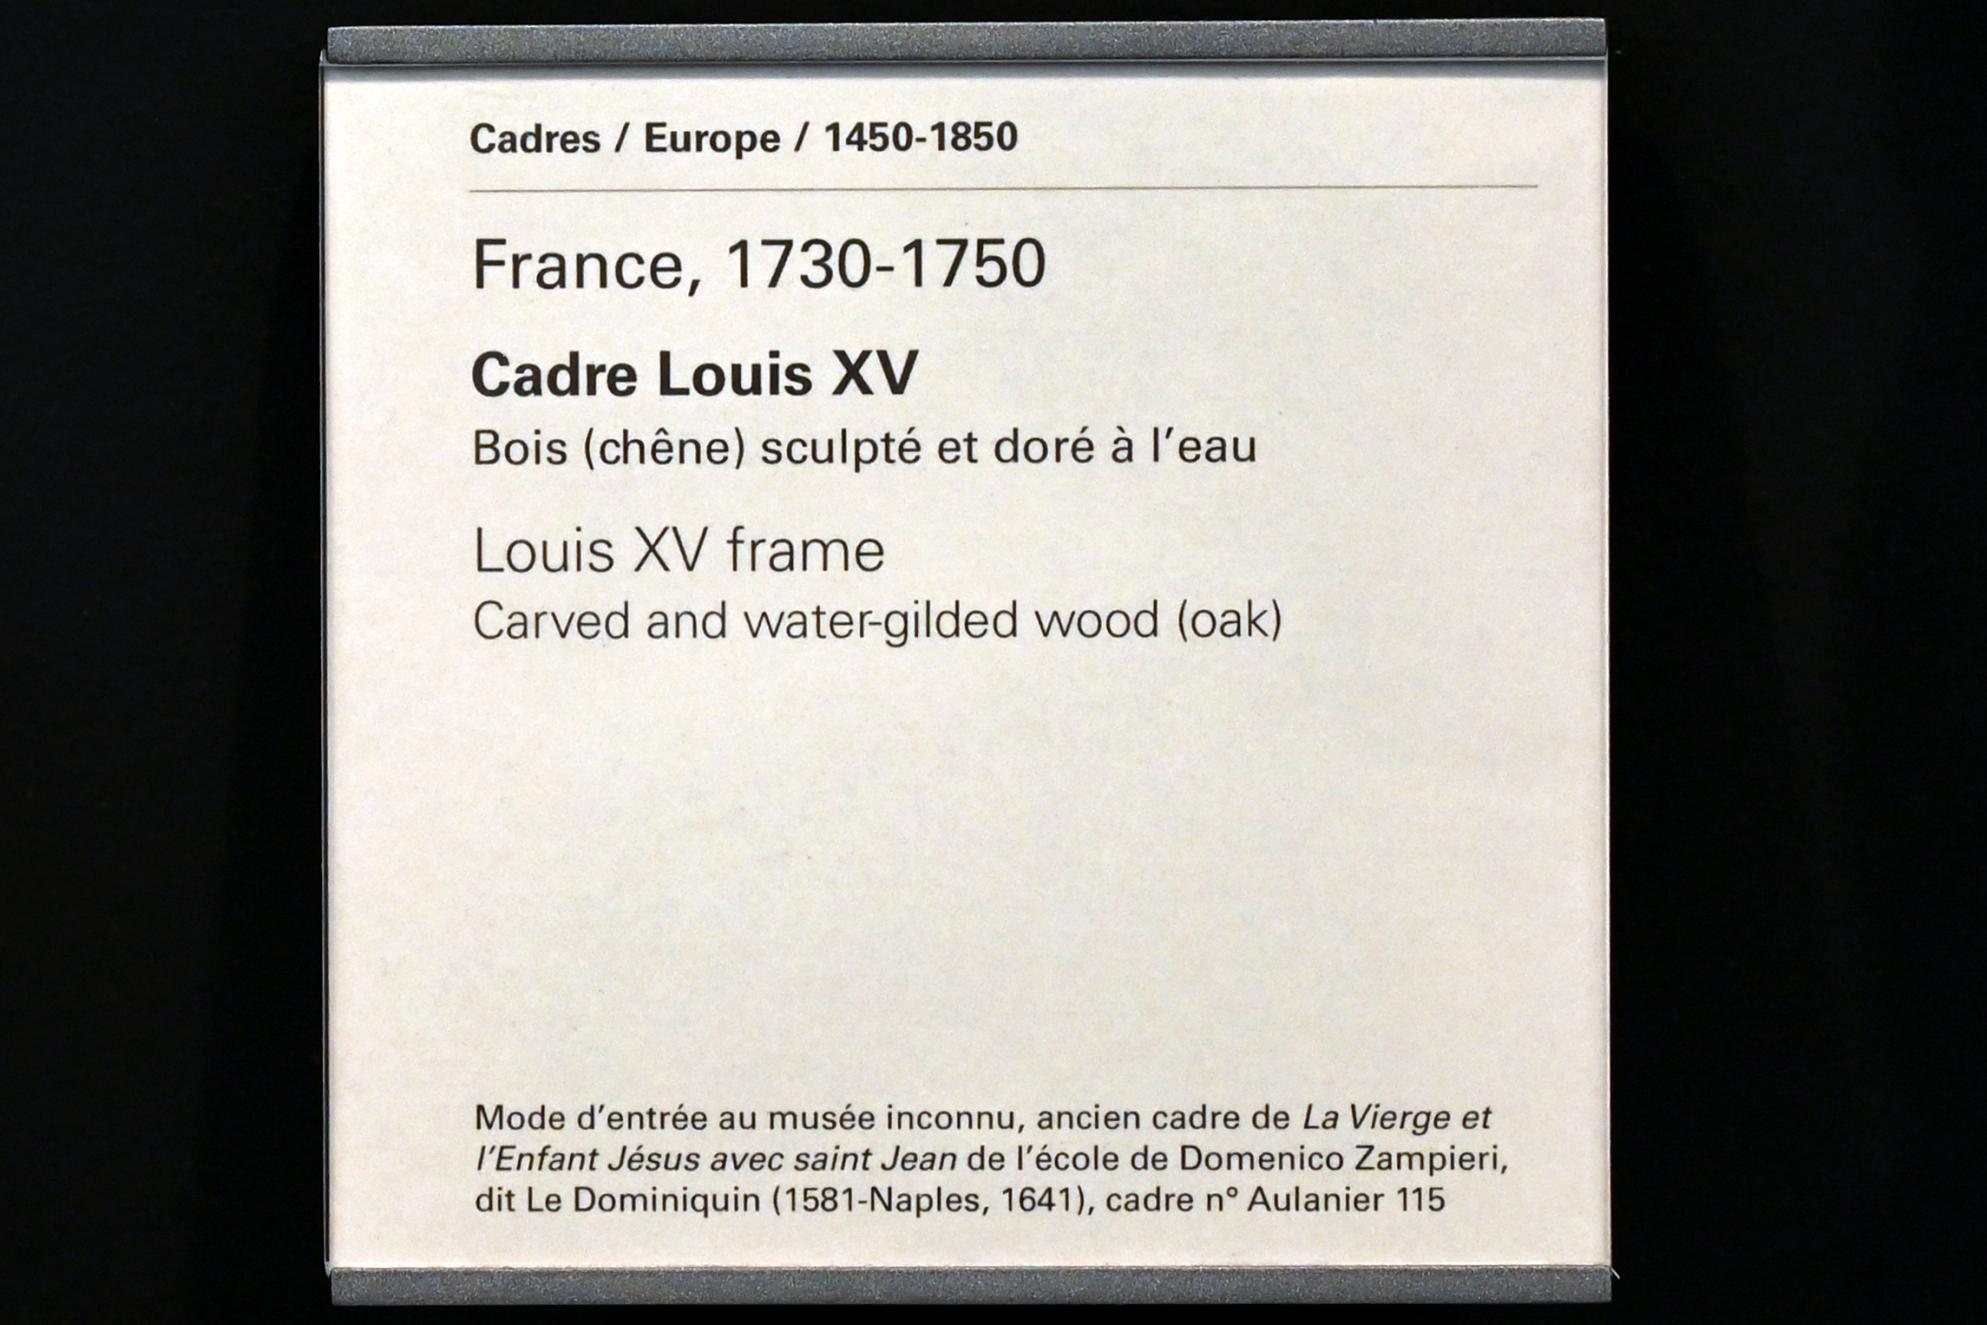 Cadres / Europe / 1450-1850
France, 1730-1750
Cadre Louis XV
Bois (chêne) sculpté et doré à l’eau
Louis XV frame
Carved and water-gilded wood (oak)
Mode d’entrée au musée inconnu, ancien cadre de La Vierge et
l’Enfant Jésus avec saint Jean de l’école de Domenico Zampieri,
dit Le Dominiquin (1581-Naples, 1641), cadre n° Aulanier 115